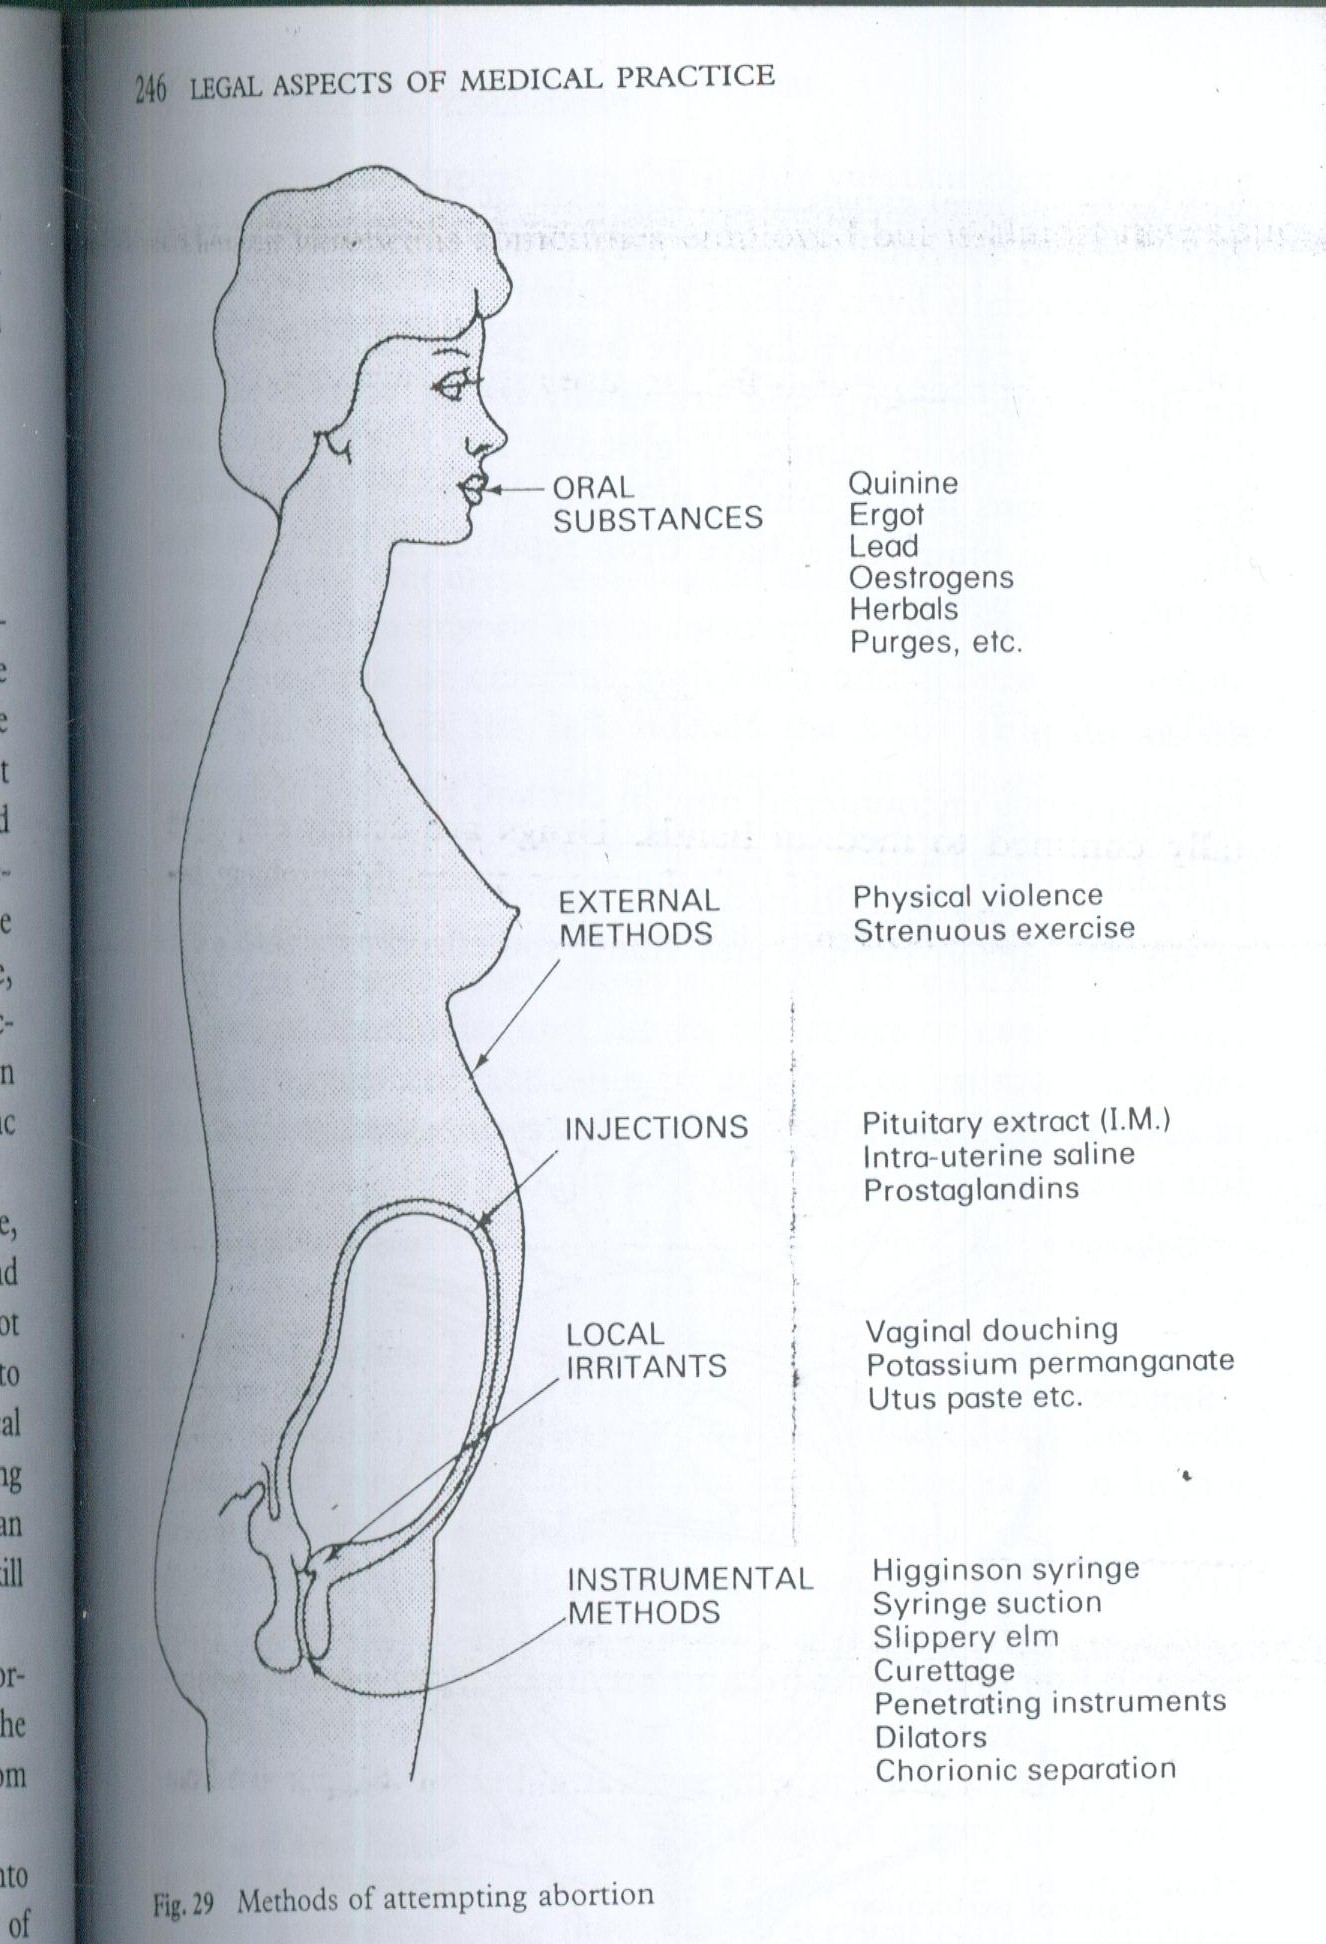 246 LEGAL ASPECTS OF MEDICAL PRACTICE
ORAL
SUBSTANCES
Quinine
Ergot
Lead
Oestrogens
Herbals
Purges, etc.
EXTERNAL
METHODS
Physical violence
Strenuous exercise
INJECTIONS
Pituitary extract (I.M.)
Intra-uterine saline
Prostaglandins
LOCAL
IRRITANTS
Vaginal douching
Potassium permanganate
Utus paste etc.
INSTRUMENTAL
METHODS
Higginson syringe
Syringe suction
Slippery elm
Curettage
Penetrating instruments
Dilators
Chorionic separation
Fig. 29 Methods of attempting abortion